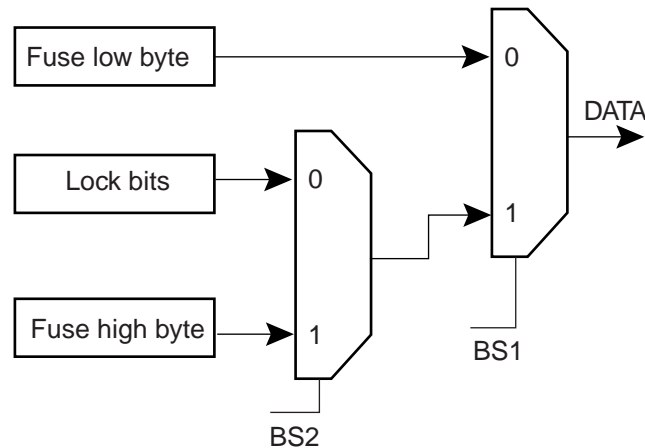 Fuse low byte
0
DATA
Lock bits
0
1
Fuse high byte
1
BS1
BS2